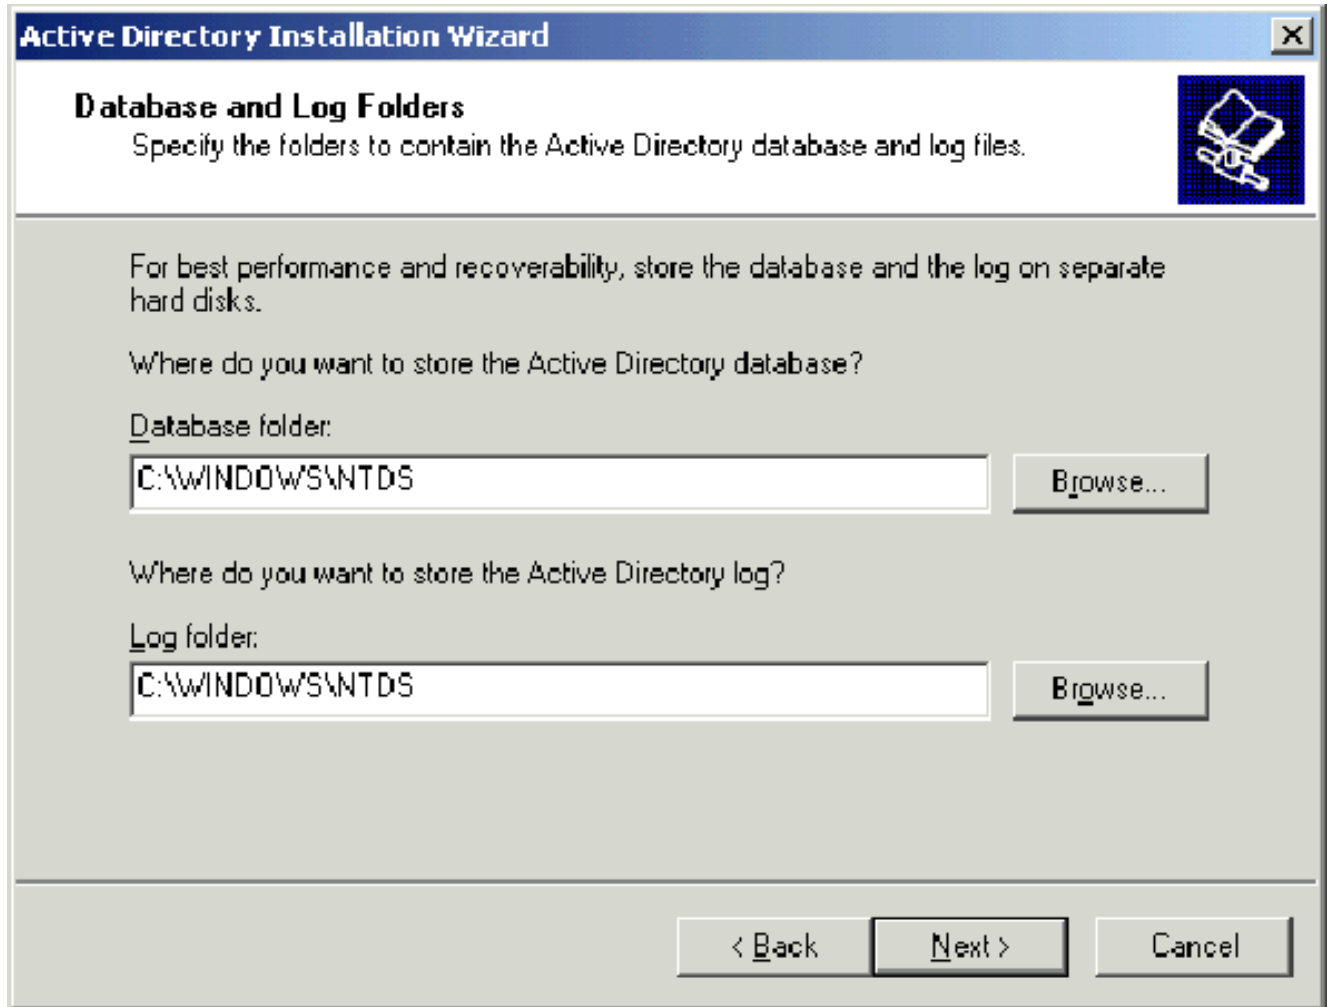 Active Directory Installation Wizard
Database and Log Folders
Specify the folders to contain the Active Directory database and log files.
For best performance and recoverability, store the database and the log on separate
hard disks.
Where do you want to store the Active Directory database?
Database folder:
C:\WINDOWS\NTDS
Browse...
Where do you want to store the Active Directory log?
Log folder:
C:\WINDOWS\NTDS
Browse...
< Back
Next >
Cancel